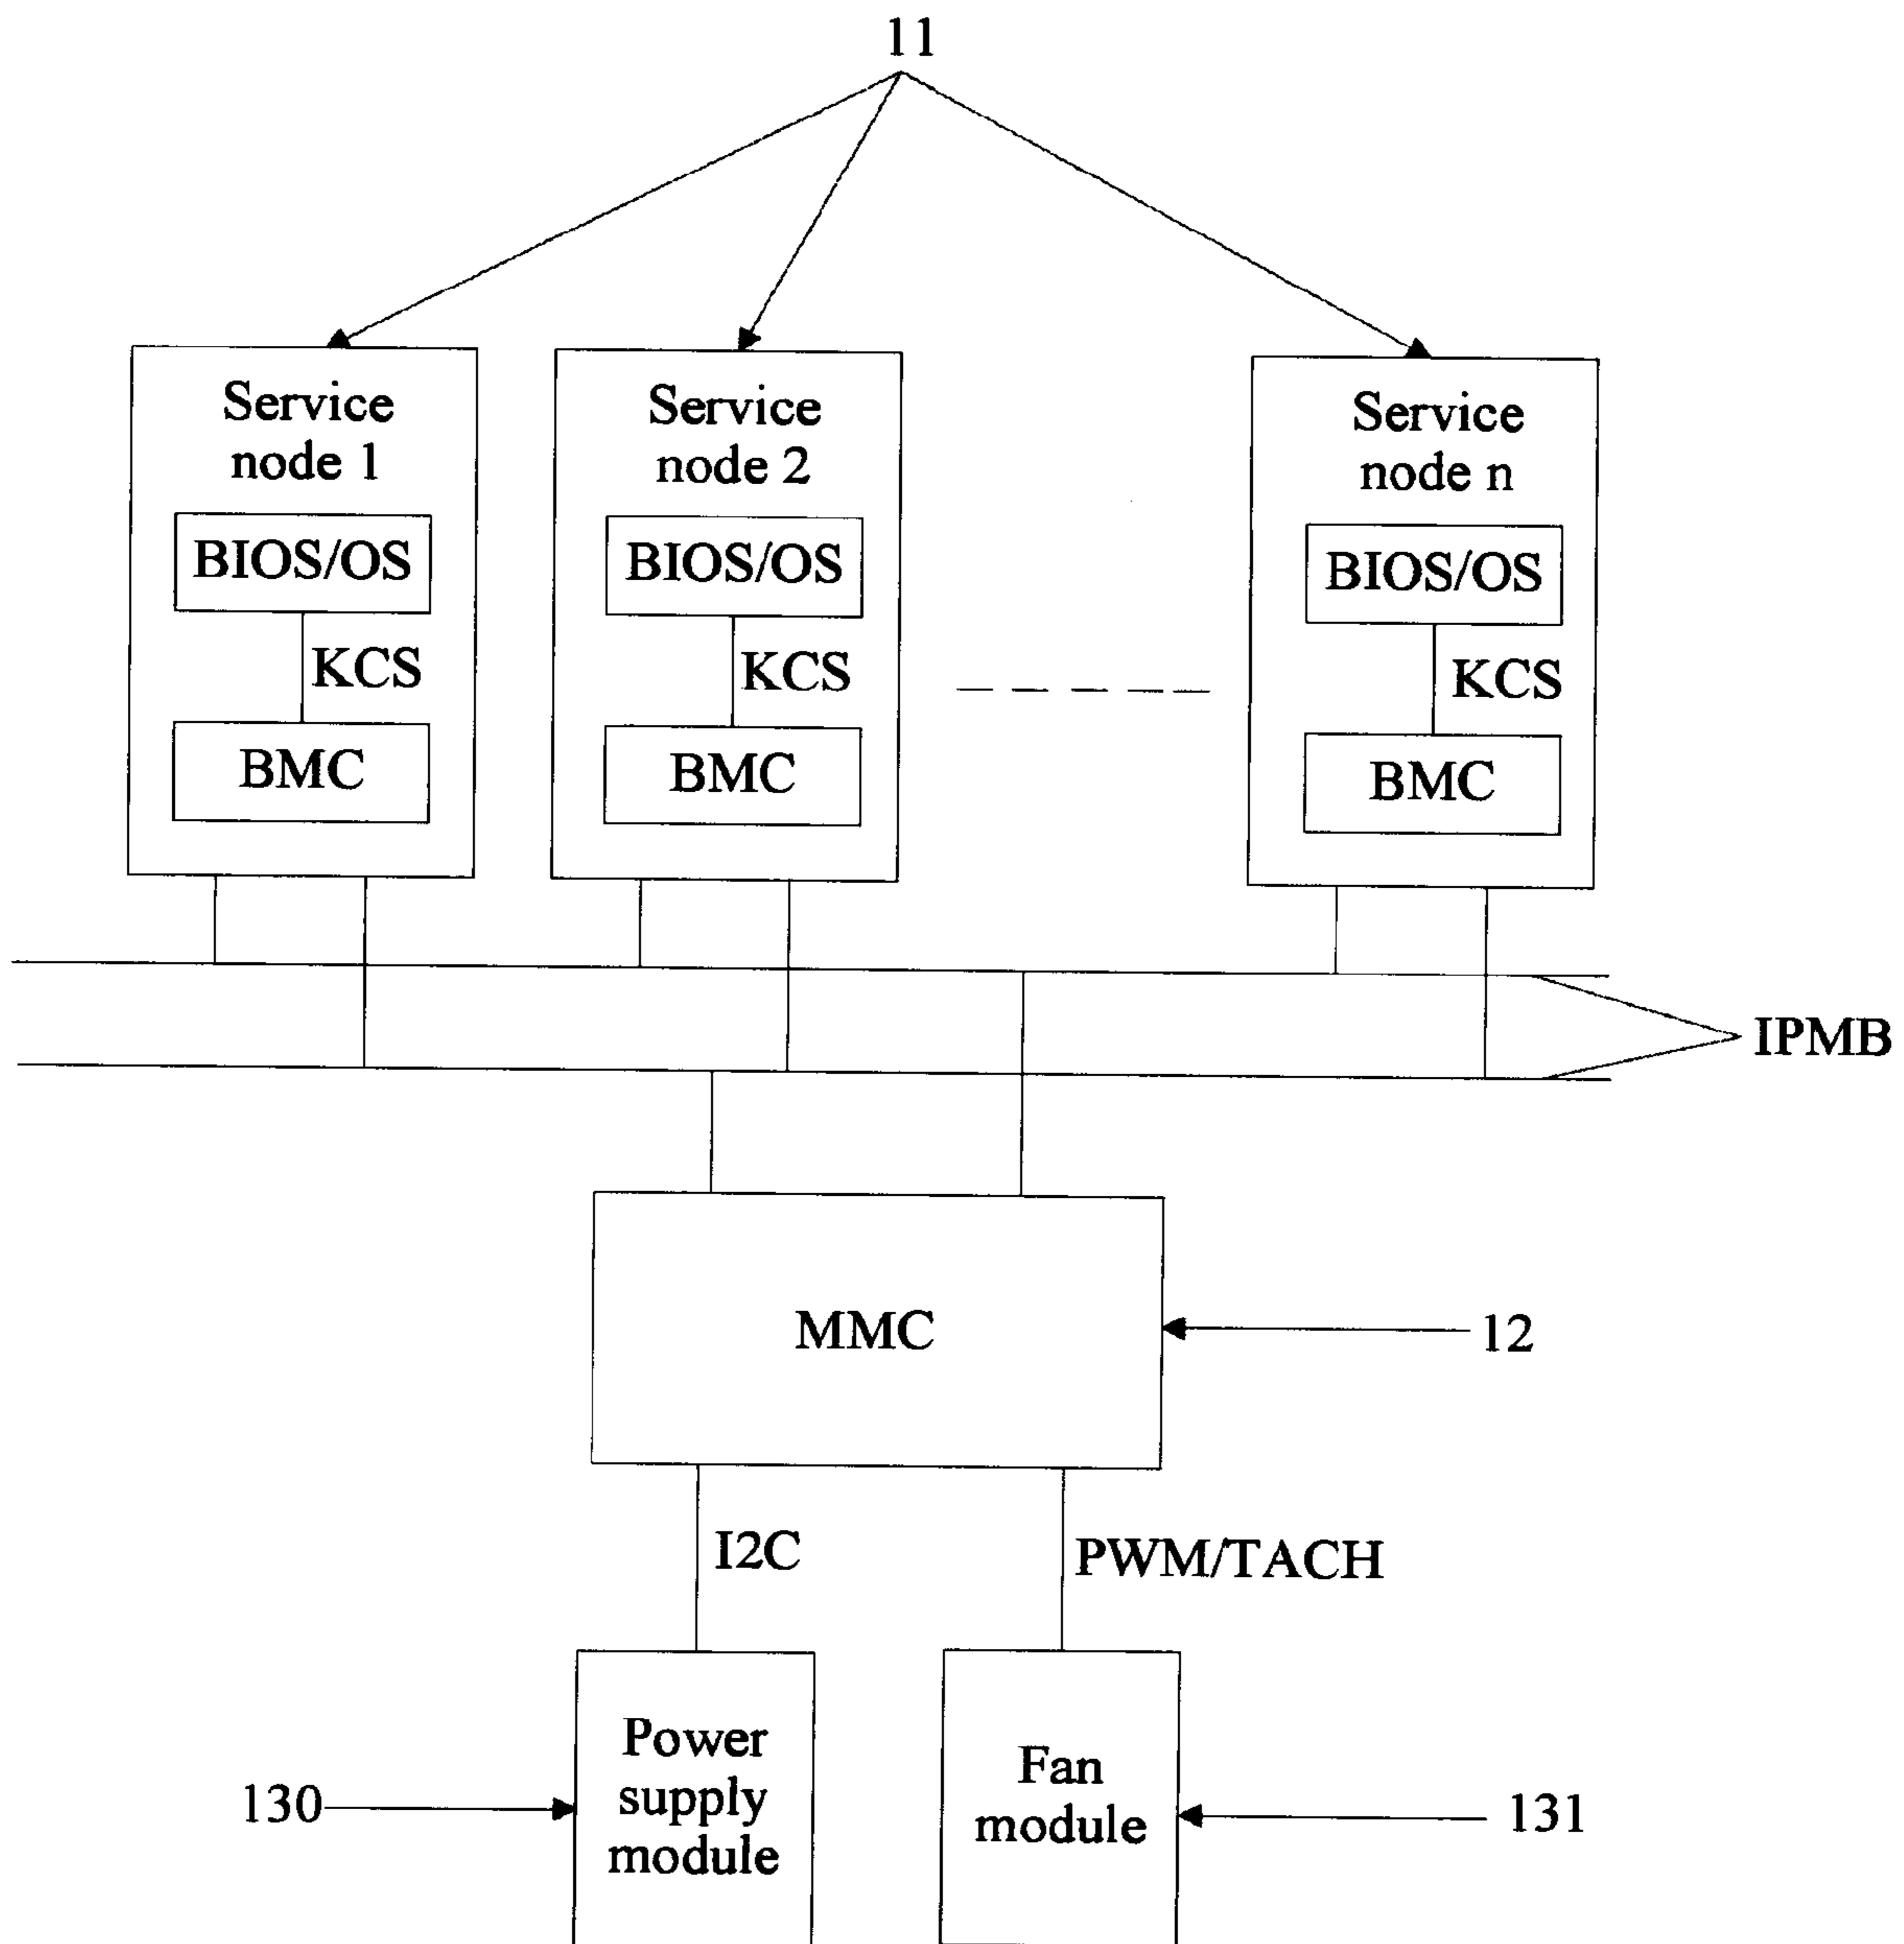 11
Service
node 1
BIOS/OS
KCS
BMC
Service
node 2
BIOS/OS
KCS
BMC
Service
node n
BIOS/OS
KCS
BMC
IPMB
MMC
12
I2C
PWM/TACH
130
Power
supply
module
Fan
module
131